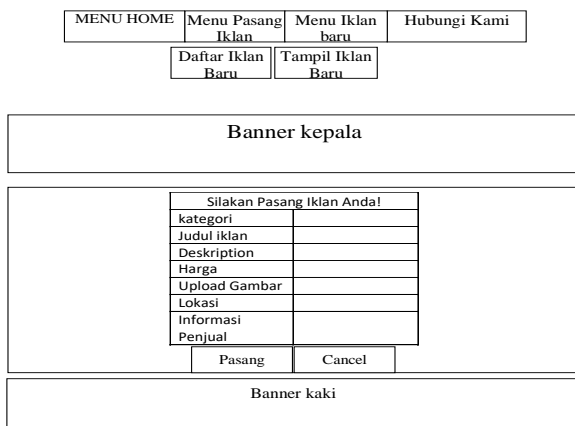 MENU HOME
Menu Pasang Iklan
Menu Iklan baru
Hubungi Kami
Daftar Iklan Baru
Tampil Iklan Baru
Banner kepala
Silakan Pasang Iklan Anda!
kategori
Judul iklan
Deskription
Harga
Upload Gambar
Lokasi
Informasi
Penjual
Pasang
Cancel
Banner kaki